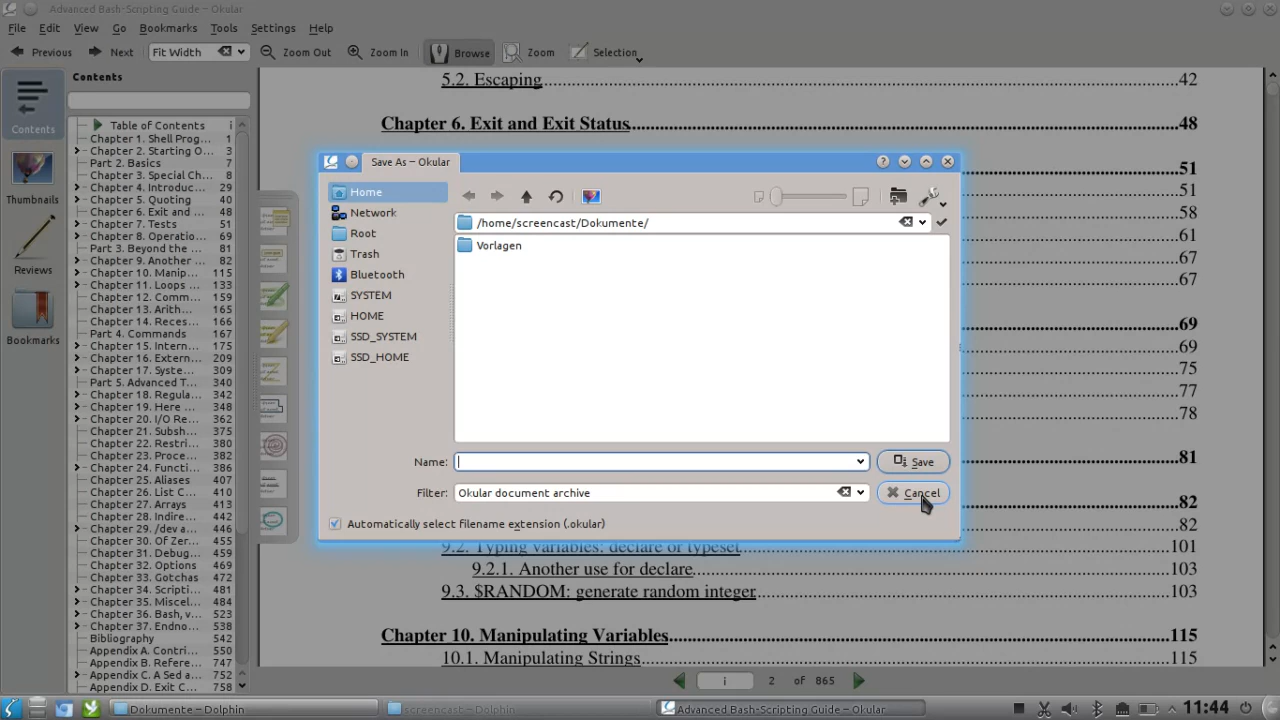 Advanced Bash-Scripting Guide – Okular
File Edit View Go Bookmarks Tools Settings Help
Previous Next Fit Width Zoom Out Zoom In Browse Zoom Selection
Contents
Contents
Thumbnails
Reviews
Bookmarks
Table of Contents i
Chapter 1. Shell Prog... 1
Chapter 2. Starting O... 3
Part 2. Basics 7
Chapter 3. Special Ch... 8
Chapter 4. Introduc... 29
Chapter 5. Quoting 40
Chapter 6. Exit and ... 48
Chapter 7. Tests 51
Chapter 8. Operatio... 69
Part 3. Beyond the ... 81
Chapter 9. Another ... 82
Chapter 10. Manip... 115
Chapter 11. Loops ... 133
Chapter 12. Comm... 159
Chapter 13. Arith... 166
Chapter 14. Reces... 166
Part 4. Commands 167
Chapter 15. Intern... 175
Chapter 16. Extern... 209
Chapter 17. Syste... 309
Part 5. Advanced T... 340
Chapter 18. Regula... 342
Chapter 19. Here ... 348
Chapter 20. I/O Re... 362
Chapter 21. Subsh... 375
Chapter 22. Restri... 380
Chapter 23. Proce... 382
Chapter 24. Functi... 386
Chapter 25. Aliases 407
Chapter 26. List C... 410
Chapter 27. Arrays 413
Chapter 28. Indire... 442
Chapter 29. /dev a... 446
Chapter 30. Of Zer... 455
Chapter 31. Debug... 458
Chapter 32. Options 469
Chapter 33. Gotchas 472
Chapter 34. Scripti... 481
Chapter 35. Miscel... 484
Chapter 36. Bash, v... 523
Chapter 37. Endno... 538
Bibliography 542
Appendix A. Contri... 550
Appendix B. Refere... 747
Appendix C. A Sed a... 752
Appendix D. Exit C... 758
5.2. Escaping 42
Chapter 6. Exit and Exit Status 48
51
51
58
61
67
67
69
69
75
77
78
81
82
82
9.2. Typing variables: declare or typeset 101
9.2.1. Another use for declare 103
9.3. $RANDOM: generate random integer 103
Chapter 10. Manipulating Variables 115
10.1. Manipulating Strings 115
Save As – Okular
Home
Network
Root
Trash
Bluetooth
SYSTEM
HOME
SSD_SYSTEM
SSD_HOME
/home/screencast/Dokumente/
Vorlagen
Name: Save
Filter: Okular document archive Cancel
Automatically select filename extension (.okular)
i 2 of 865
Dokumente – Dolphin screencast – Dolphin Advanced Bash-Scripting Guide – Okular 11:44